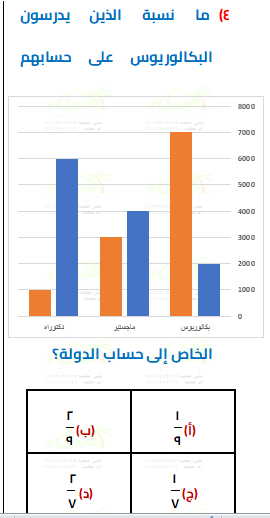 ٤) ما نسبة الذين يدرسون
البكالوريوس على حسابهم
8000
7000
6000
5000
4000
3000
2000
1000
0
بكالوريوس ماجستير دكتوراه
الخاص إلى حساب الدولة؟
(أ) ١/٩ (ب) ٢/٩
(ج) ١/٧ (د) ٢/٧